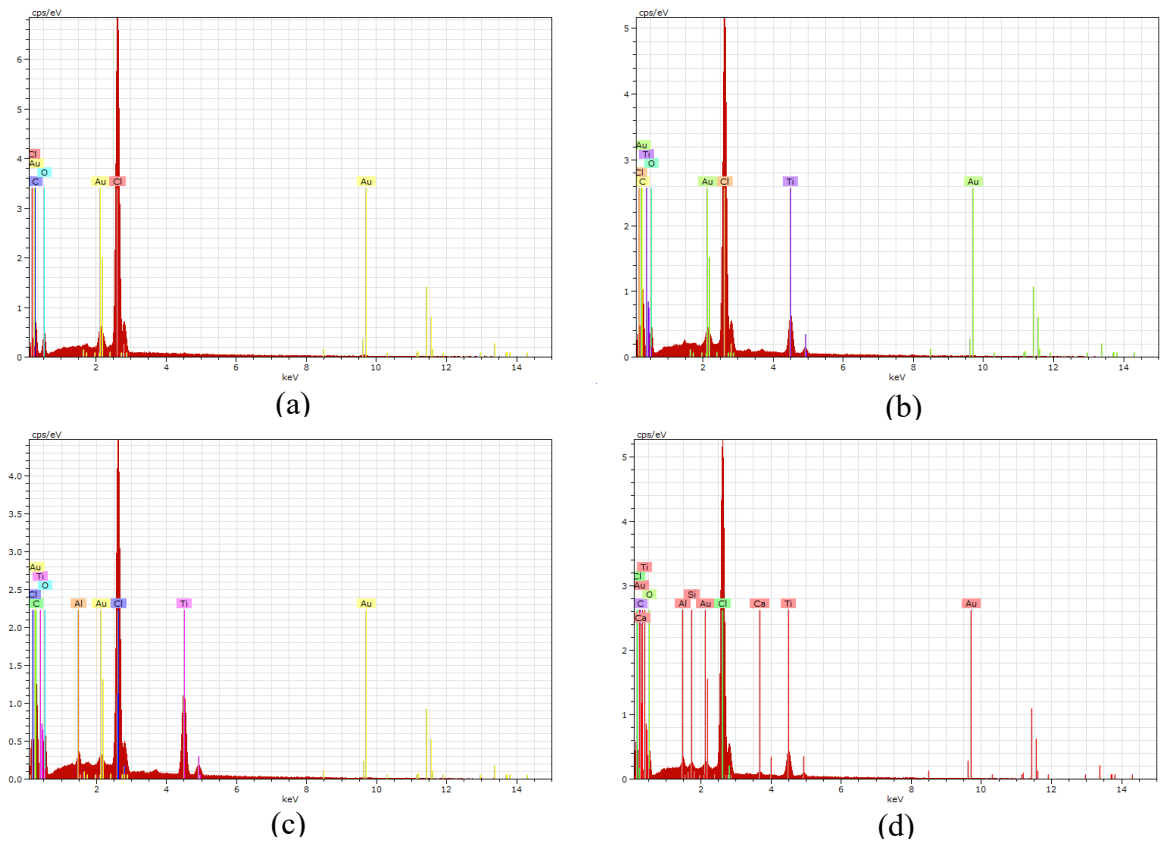 cps/eV
6
5
4
3
2
1
0
Cl
Au
O
C
Au
Cl
Au
2 4 6 8 10 12 14
keV
(a)
cps/eV
5
4
3
2
1
0
Au
Ti
O
Cl
C
Au
Cl
Ti
Au
2 4 6 8 10 12 14
keV
(b)
cps/eV
4.0
3.5
3.0
2.5
2.0
1.5
1.0
0.5
0.0
Au
Ti
O
Cl
C
Al
Au
Cl
Ti
Au
2 4 6 8 10 12 14
keV
(c)
cps/eV
5
4
3
2
1
0
Ti
Cl
Au
O
C
Ca
Al
Si
Au
Cl
Ca
Ti
Au
2 4 6 8 10 12 14
keV
(d)